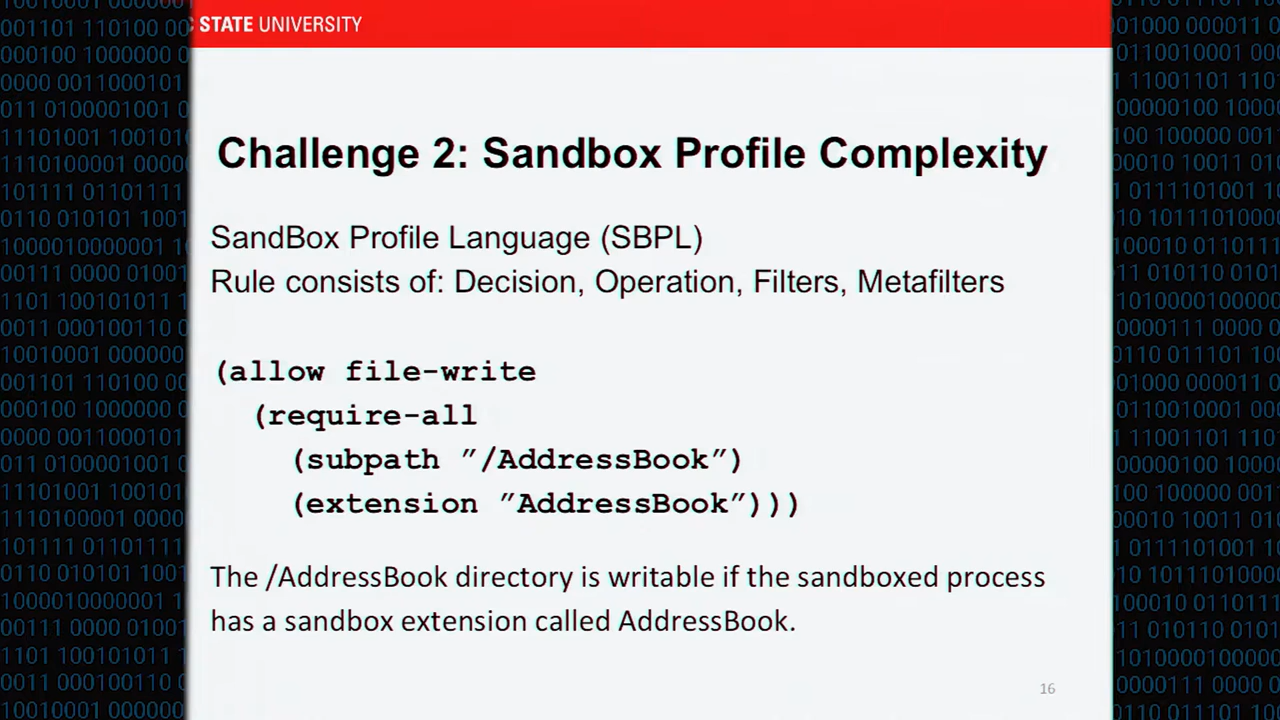 STATE UNIVERSITY
Challenge 2: Sandbox Profile Complexity
SandBox Profile Language (SBPL)
Rule consists of: Decision, Operation, Filters, Metafilters
(allow file-write
(require-all
(subpath ”/AddressBook”)
(extension ”AddressBook”)))
The /AddressBook directory is writable if the sandboxed process
has a sandbox extension called AddressBook.
16